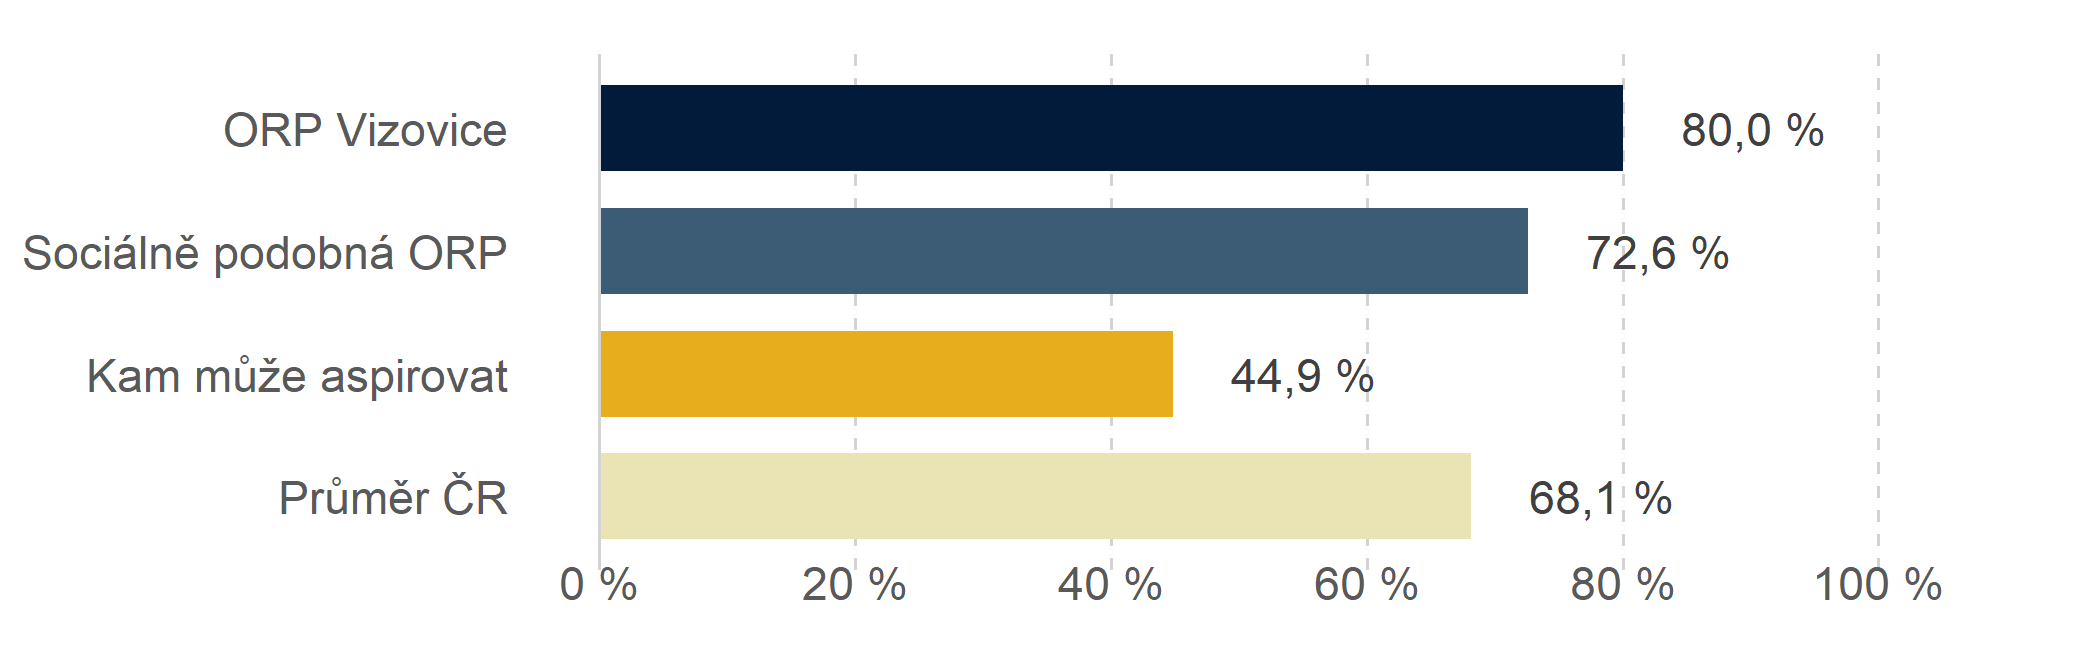 ORP Vizovice
80,0 %
Sociálně podobná ORP
72,6 %
Kam může aspirovat
44,9 %
Průměr ČR
68,1 %
0 %
20 %
40 %
60 %
80 %
100 %